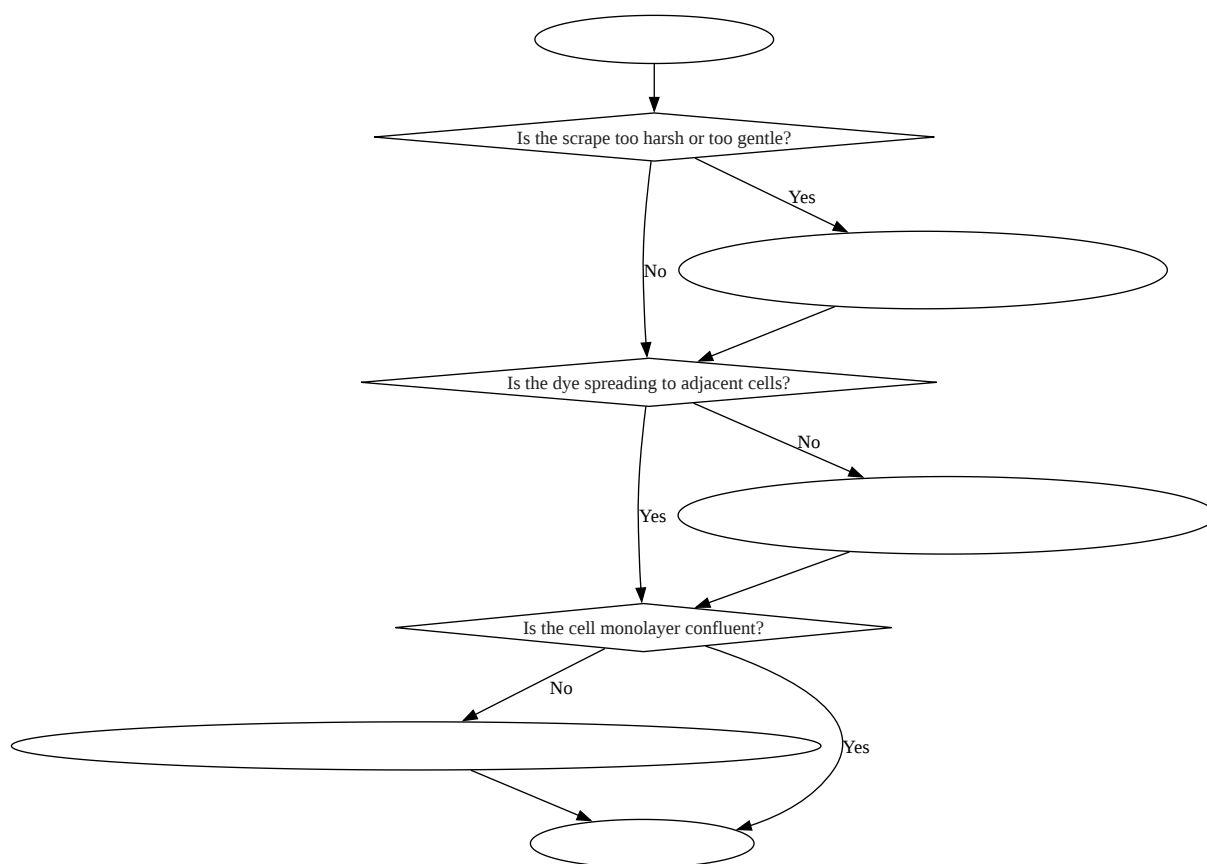 Is the scrape too harsh or too gentle?
Yes
No
Is the dye spreading to adjacent cells?
No
Yes
Is the cell monolayer confluent?
No
Yes